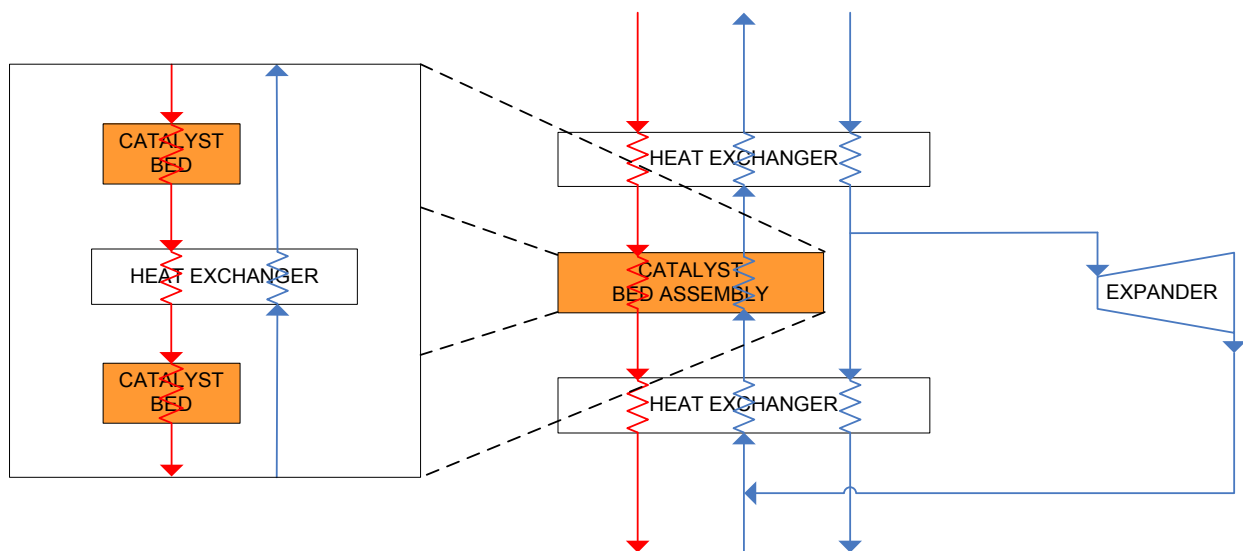 CATALYST
BED
HEAT EXCHANGER
CATALYST
BED
HEAT EXCHANGER
CATALYST
BED ASSEMBLY
HEAT EXCHANGER
EXPANDER